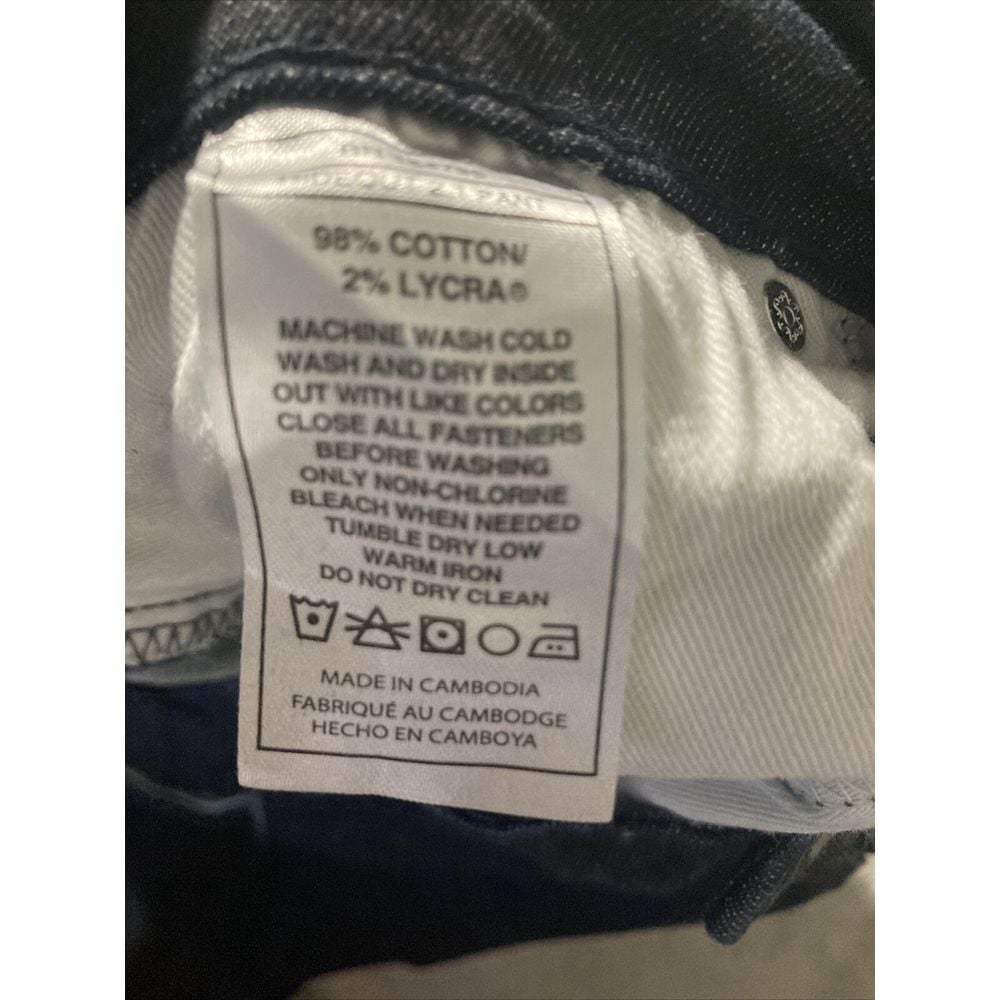 98% COTTON/
2% LYCRA®
MACHINE WASH COLD
WASH AND DRY INSIDE
OUT WITH LIKE COLORS
CLOSE ALL FASTENERS
BEFORE WASHING
ONLY NON-CHLORINE
BLEACH WHEN NEEDED
TUMBLE DRY LOW
WARM IRON
DO NOT DRY CLEAN
MADE IN CAMBODIA
FABRIQUÉ AU CAMBODGE
HECHO EN CAMBOYA